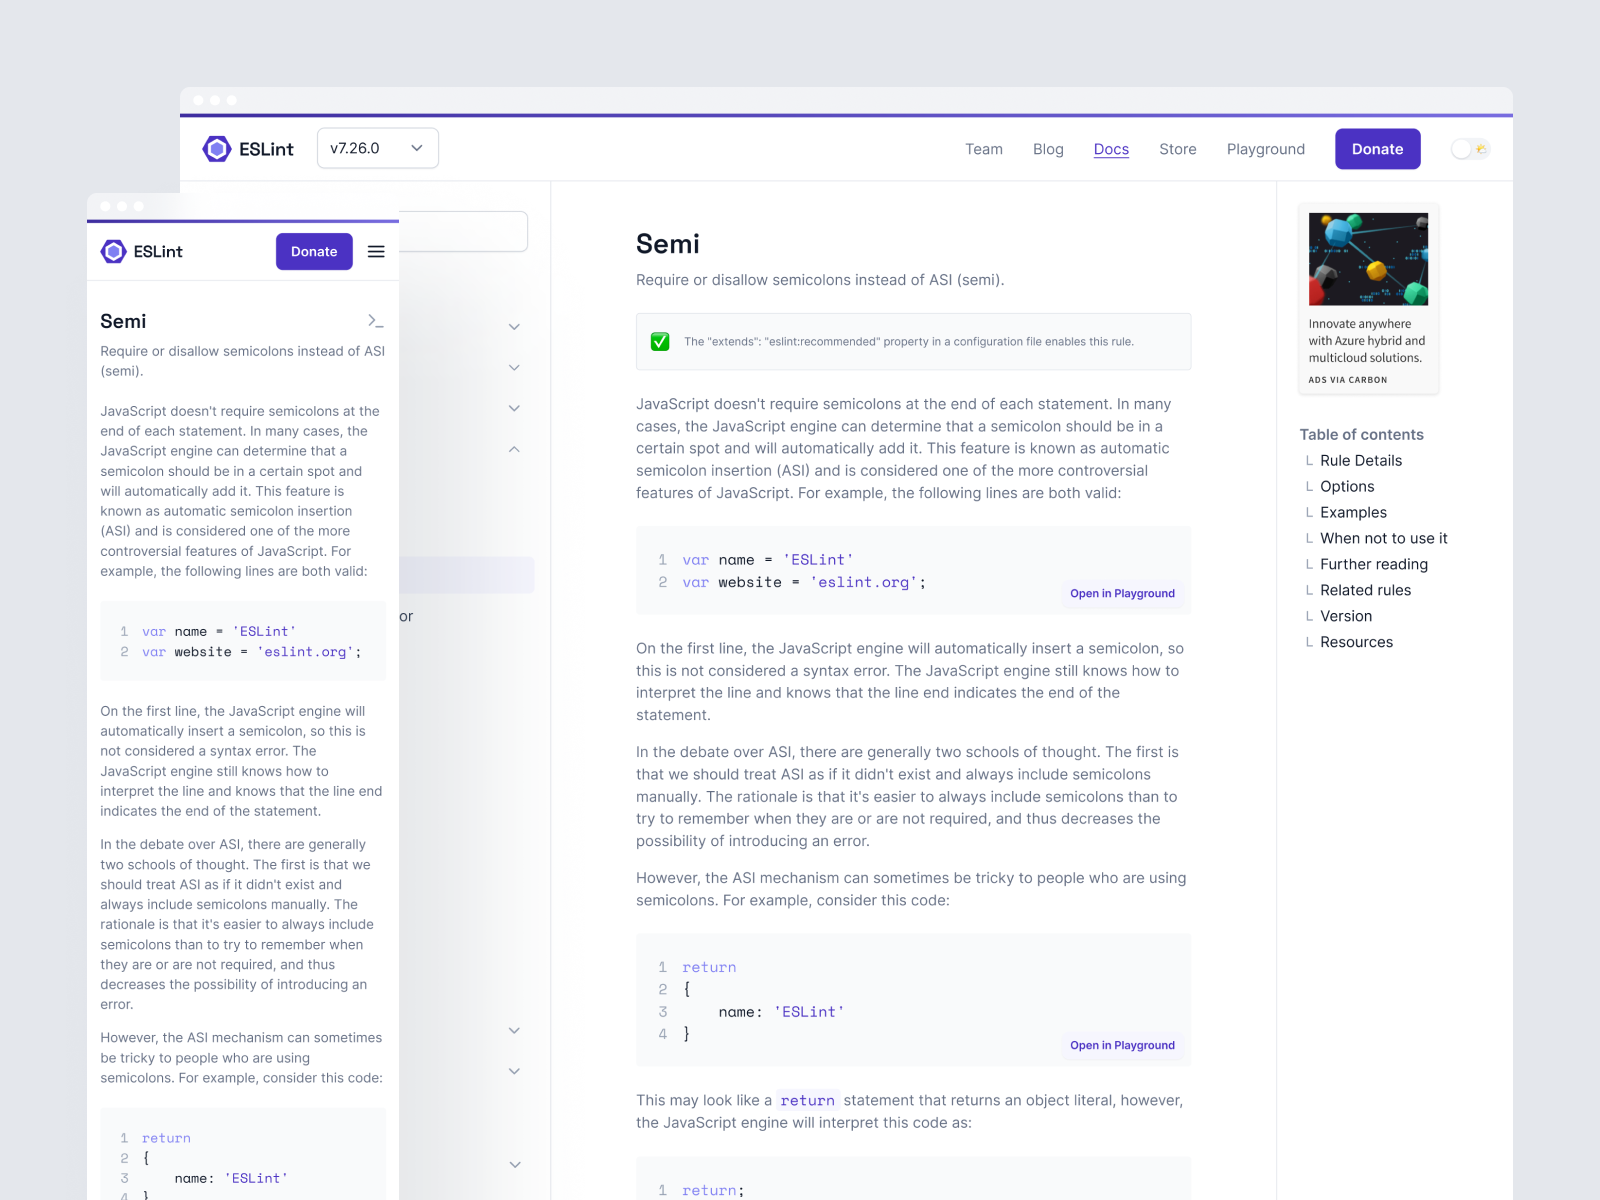 ESLint
v7.26.0
Team
Blog
Docs
Store
Playground
Donate
Semi
Require or disallow semicolons instead of ASI (semi).
The "extends": "eslint:recommended" property in a configuration file enables this rule.
JavaScript doesn't require semicolons at the end of each statement. In many
cases, the JavaScript engine can determine that a semicolon should be in a
certain spot and will automatically add it. This feature is known as automatic
semicolon insertion (ASI) and is considered one of the more controversial
features of JavaScript. For example, the following lines are both valid:
1 var name = 'ESLint'
2 var website = 'eslint.org';
Open in Playground
On the first line, the JavaScript engine will automatically insert a semicolon, so
this is not considered a syntax error. The JavaScript engine still knows how to
interpret the line and knows that the line end indicates the end of the
statement.
In the debate over ASI, there are generally two schools of thought. The first is
that we should treat ASI as if it didn't exist and always include semicolons
manually. The rationale is that it's easier to always include semicolons than to
try to remember when they are or are not required, and thus decreases the
possibility of introducing an error.
However, the ASI mechanism can sometimes be tricky to people who are using
semicolons. For example, consider this code:
1 return
2 {
3     name: 'ESLint'
4 }
Open in Playground
This may look like a return statement that returns an object literal, however,
the JavaScript engine will interpret this code as:
1 return;
Innovate anywhere
with Azure hybrid and
multicloud solutions.
ADS VIA CARBON
Table of contents
Rule Details
Options
Examples
When not to use it
Further reading
Related rules
Version
Resources
or
ESLint
Donate
Semi
Require or disallow semicolons instead of ASI
(semi).
JavaScript doesn't require semicolons at the
end of each statement. In many cases, the
JavaScript engine can determine that a
semicolon should be in a certain spot and
will automatically add it. This feature is
known as automatic semicolon insertion
(ASI) and is considered one of the more
controversial features of JavaScript. For
example, the following lines are both valid:
1 var name = 'ESLint'
2 var website = 'eslint.org';
On the first line, the JavaScript engine will
automatically insert a semicolon, so this is
not considered a syntax error. The
JavaScript engine still knows how to
interpret the line and knows that the line end
indicates the end of the statement.
In the debate over ASI, there are generally
two schools of thought. The first is that we
should treat ASI as if it didn't exist and
always include semicolons manually. The
rationale is that it's easier to always include
semicolons than to try to remember when
they are or are not required, and thus
decreases the possibility of introducing an
error.
However, the ASI mechanism can sometimes
be tricky to people who are using
semicolons. For example, consider this code:
1 return
2 {
3     name: 'ESLint'
4 }